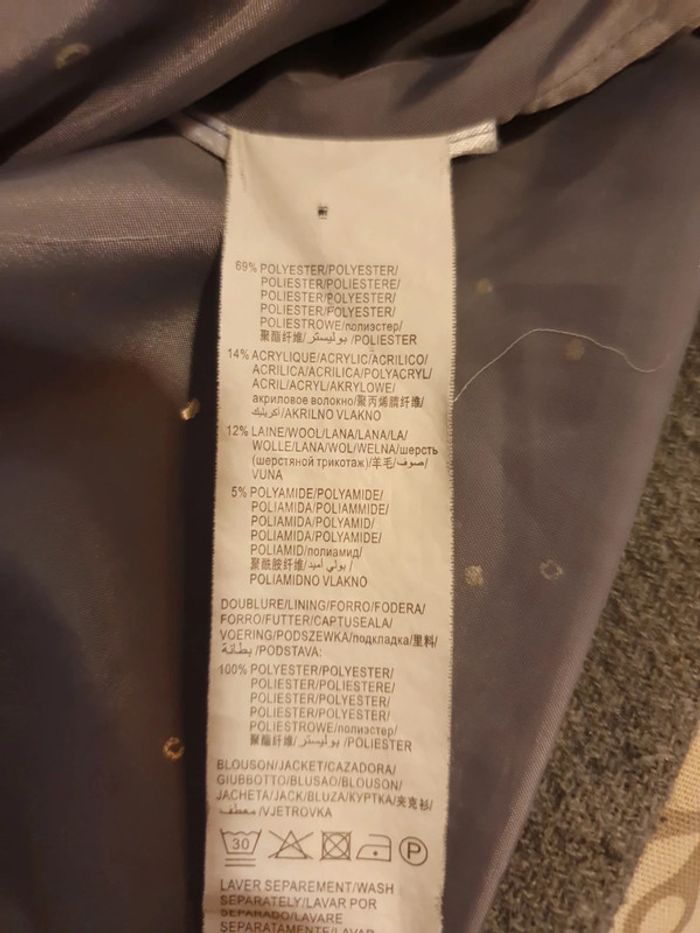 69% POLYESTER/POLYESTER/
POLIESTER/POLIESTERE/
POLIESTER/POLYESTER/
POLIESTER/POLYESTER/
POLIESTROWE/полиэстер/
聚酯纤维/بوليستر/POLIESTER
14% ACRYLIQUE/ACRYLIC/ACRILICO/
ACRILICA/ACRILICA/POLYACRYL/
ACRIL/ACRYL/AKRYLOWE/
акриловое волокно/聚丙烯腈纤维/
اكريليك/AKRILNO VLAKNO
12% LAINE/WOOL/LANA/LANA/LA/
WOLLE/LANA/WOL/WELNA/шерсть
(шерстяной трикотаж)/羊毛/صوف/
VUNA
5% POLYAMIDE/POLYAMIDE/
POLIAMIDA/POLIAMMIDE/
POLIAMIDA/POLYAMID/
POLIAMIDA/POLYAMIDE/
POLIAMID/полиамид/
聚酰胺纤维/بولي أميد/
POLIAMIDNO VLAKNO
DOUBLURE/LINING/FORRO/FODERA/
FORRO/FUTTER/CAPTUSEALA/
VOERING/PODSZEWKA/подкладка/里料/
بطانة/PODSTAVA:
100% POLYESTER/POLYESTER/
POLIESTER/POLIESTERE/
POLIESTER/POLYESTER/
POLIESTER/POLYESTER/
POLIESTROWE/полиэстер/
聚酯纤维/بوليستر/POLIESTER
BLOUSON/JACKET/CAZADORA/
GIUBBOTTO/BLUSAO/BLOUSON/
JACHETA/JACK/BLUZA/КУРТКА/夹克衫/
معطف/VJETROVKA
30 P
LAVER SEPAREMENT/WASH
SEPARATELY/LAVAR POR
SEPARADO/LAVARE
SEPARATAMENTE/LAVAR